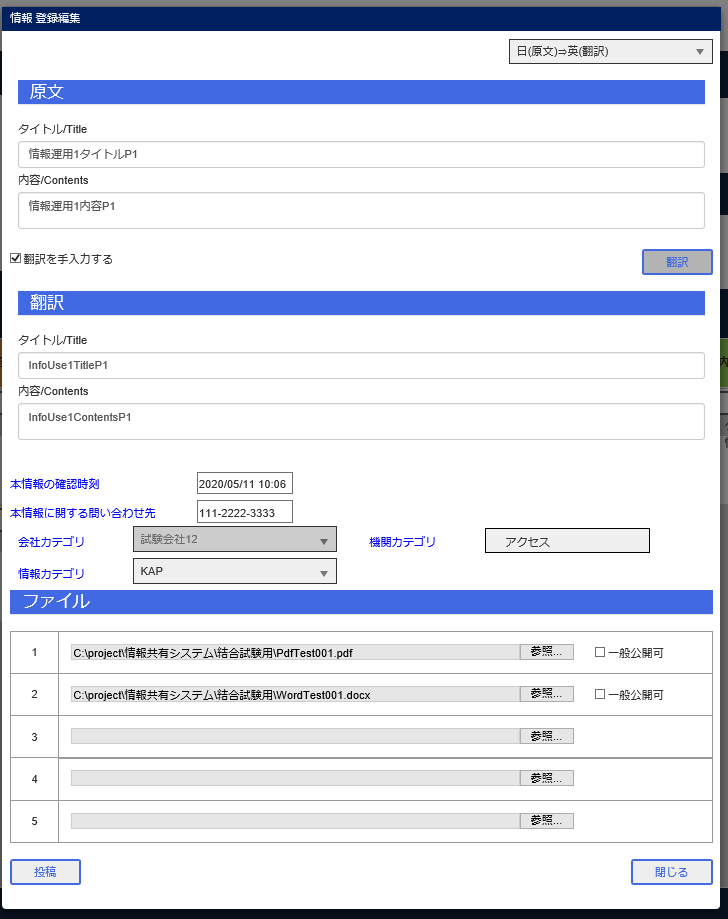 情報 登録編集
日(原文)⇒英(翻訳)
原文
タイトル/Title
情報運用1タイトルP1
内容/Contents
情報運用1内容P1
翻訳を手入力する
翻訳
翻訳
タイトル/Title
InfoUse1TitleP1
内容/Contents
InfoUse1ContentsP1
本情報の確認時刻 2020/05/11 10:06
本情報に関する問い合わせ先 111-2222-3333
会社カテゴリ 試験会社12 機関カテゴリ アクセス
情報カテゴリ KAP
ファイル
1 C:\project\情報共有システム\結合試験用\PdfTest001.pdf 参照... 一般公開可
2 C:\project\情報共有システム\結合試験用\WordTest001.docx 参照... 一般公開可
3 参照...
4 参照...
5 参照...
投稿 閉じる